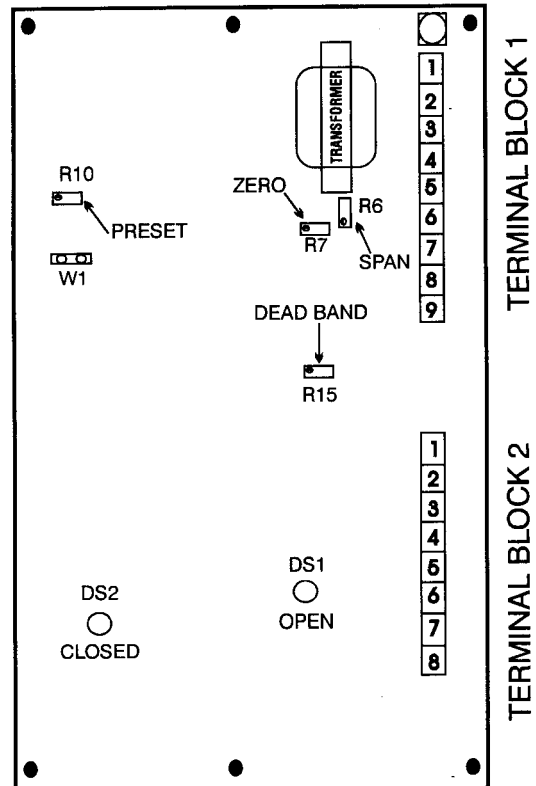 TRANSFORMER
1
2
3
4
5
6
7
8
9
TERMINAL BLOCK 1
R10
PRESET
W1
ZERO
R6
R7
SPAN
DEAD BAND
R15
1
2
3
4
5
6
7
8
TERMINAL BLOCK 2
DS1
OPEN
DS2
CLOSED